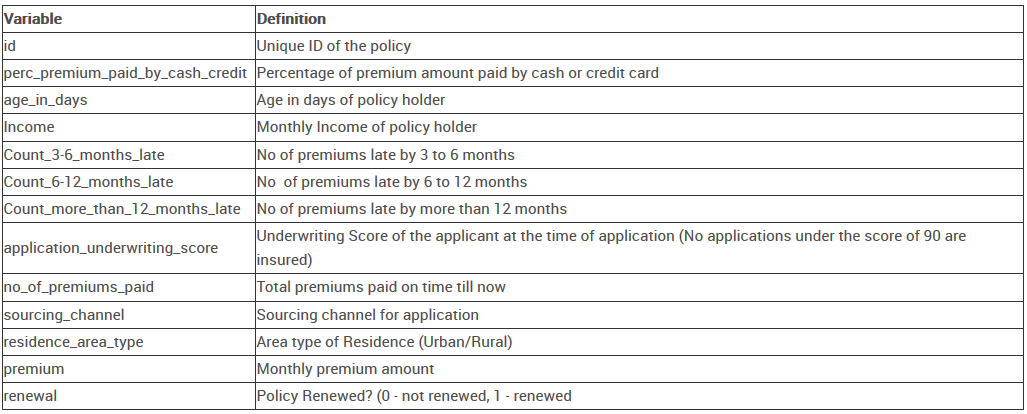 Variable Definition
id Unique ID of the policy
perc_premium_paid_by_cash_credit Percentage of premium amount paid by cash or credit card
age_in_days Age in days of policy holder
Income Monthly Income of policy holder
Count_3-6_months_late No of premiums late by 3 to 6 months
Count_6-12_months_late No  of premiums late by 6 to 12 months
Count_more_than_12_months_late No of premiums late by more than 12 months
application_underwriting_score Underwriting Score of the applicant at the time of application (No applications under the score of 90 are
insured)
no_of_premiums_paid Total premiums paid on time till now
sourcing_channel Sourcing channel for application
residence_area_type Area type of Residence (Urban/Rural)
premium Monthly premium amount
renewal Policy Renewed? (0 - not renewed, 1 - renewed